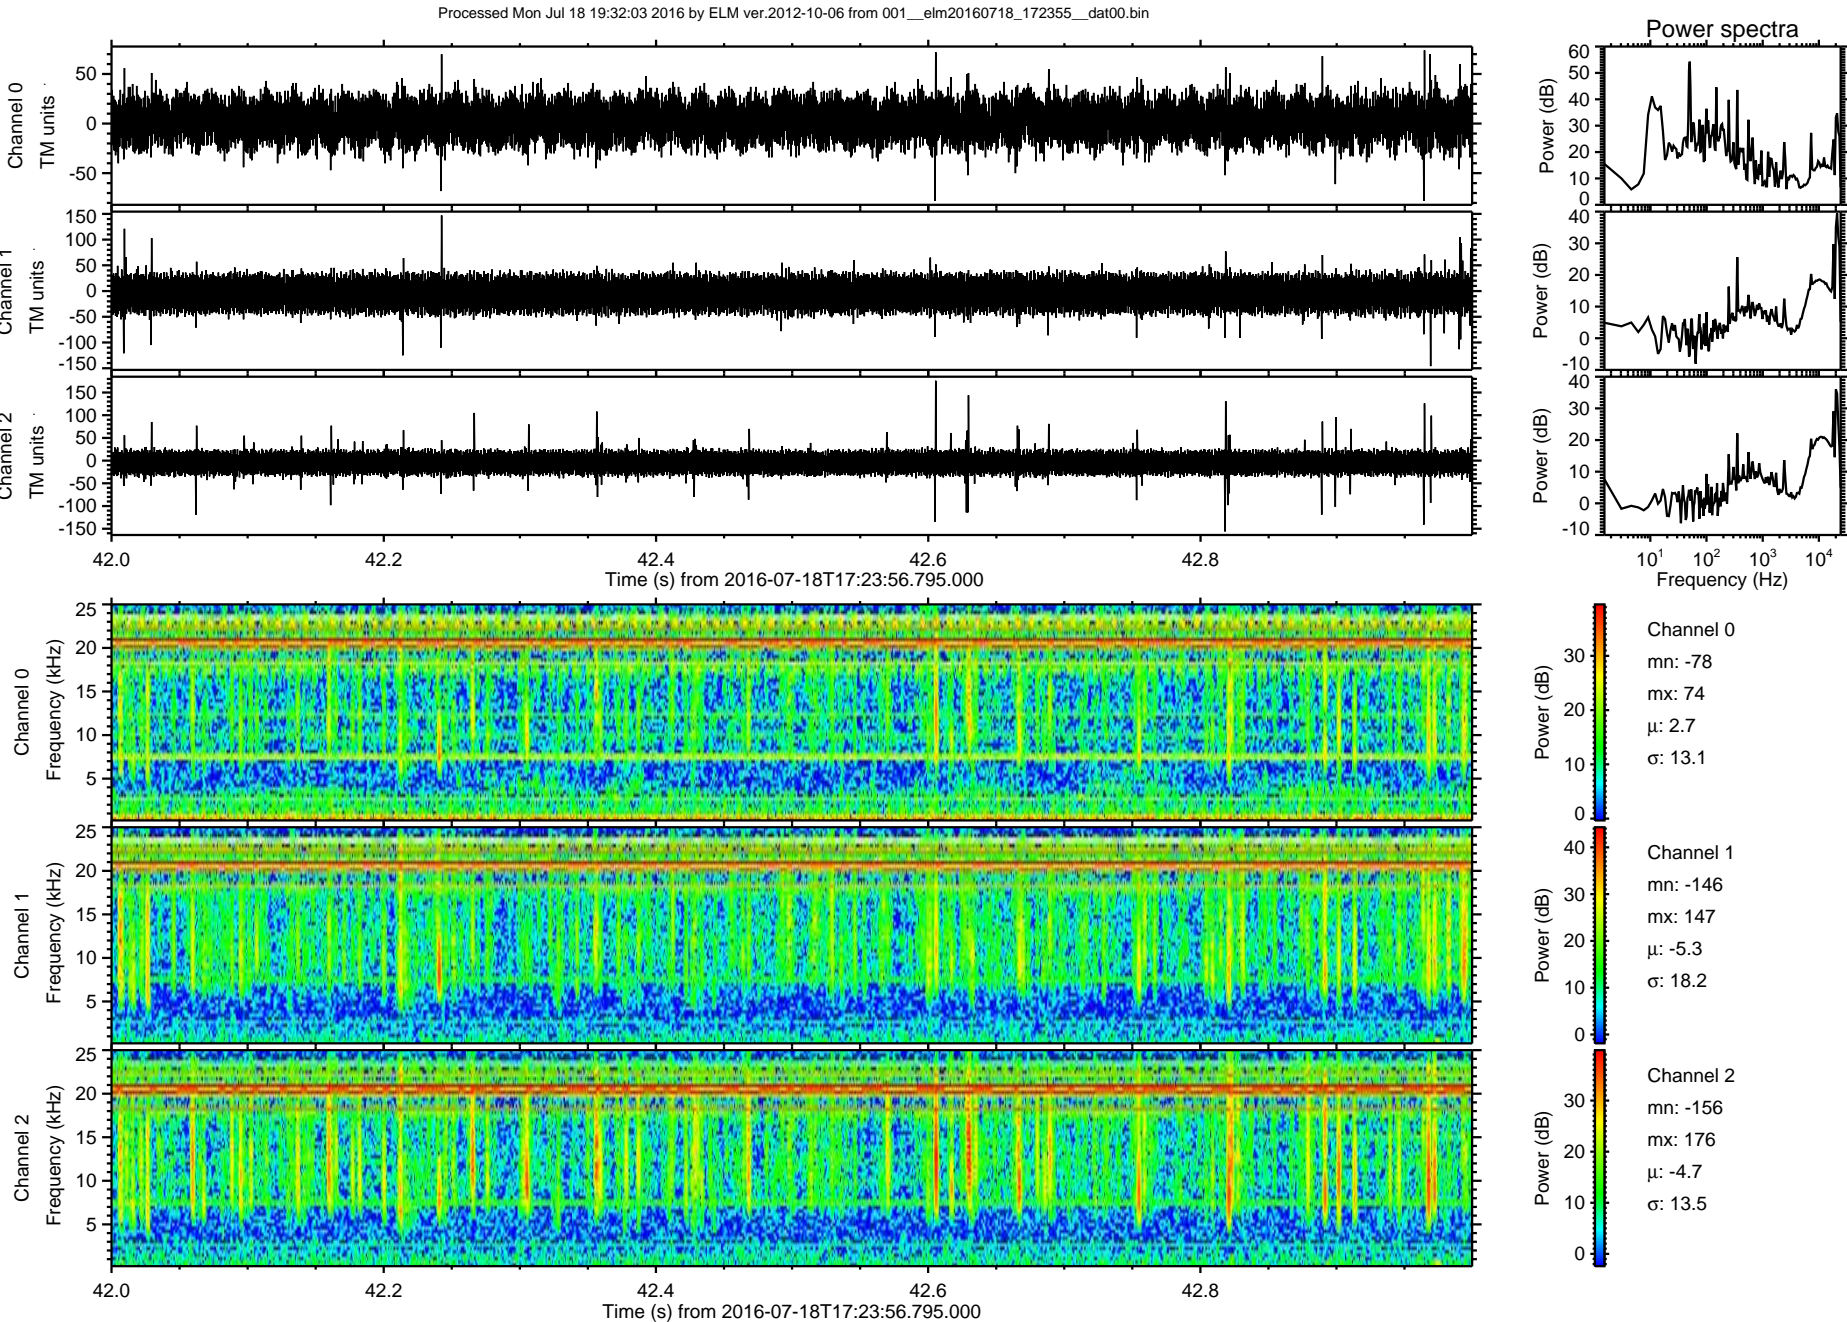 Processed Mon Jul 18 19:32:03 2016 by ELM ver.2012-10-06 from 001__elm20160718_172355__dat00.bin
Power spectra
Channel 0
TM units
50
0
-50
Power (dB)
60
50
40
30
20
10
0
Channel 1
TM units
150
100
50
0
-50
-100
-150
Power (dB)
40
30
20
10
0
-10
Channel 2
TM units
150
100
50
0
-50
-100
-150
Power (dB)
40
30
20
10
0
-10
42.0 42.2 42.4 42.6 42.8
Time (s) from 2016-07-18T17:23:56.795.000
10¹ 10² 10³ 10⁴
Frequency (Hz)
Channel 0
Frequency (kHz)
25
20
15
10
5
Power (dB)
30
20
10
0
Channel 0
mn: -78
mx: 74
μ: 2.7
σ: 13.1
Channel 1
Frequency (kHz)
25
20
15
10
5
Power (dB)
40
30
20
10
0
Channel 1
mn: -146
mx: 147
μ: -5.3
σ: 18.2
Channel 2
Frequency (kHz)
25
20
15
10
5
Power (dB)
30
20
10
0
Channel 2
mn: -156
mx: 176
μ: -4.7
σ: 13.5
42.0 42.2 42.4 42.6 42.8
Time (s) from 2016-07-18T17:23:56.795.000